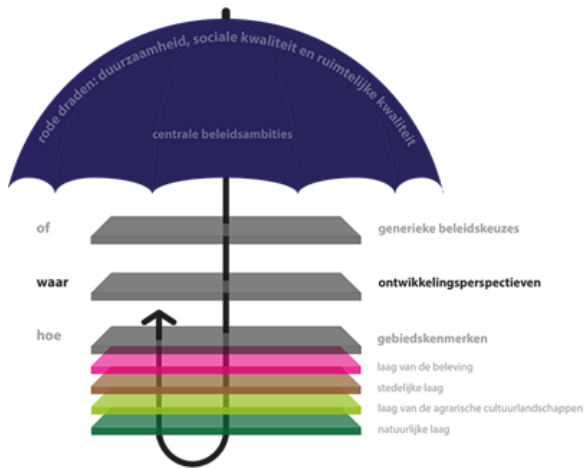 rode draden: duurzaamheid, sociale kwaliteit en ruimtelijke kwaliteit
centrale beleidsambities
of
generieke beleidskeuzes
waar
ontwikkelingsperspectieven
hoe
gebiedskenmerken
laag van de beleving
stedelijke laag
laag van de agrarische cultuurlandschappen
natuurlijke laag